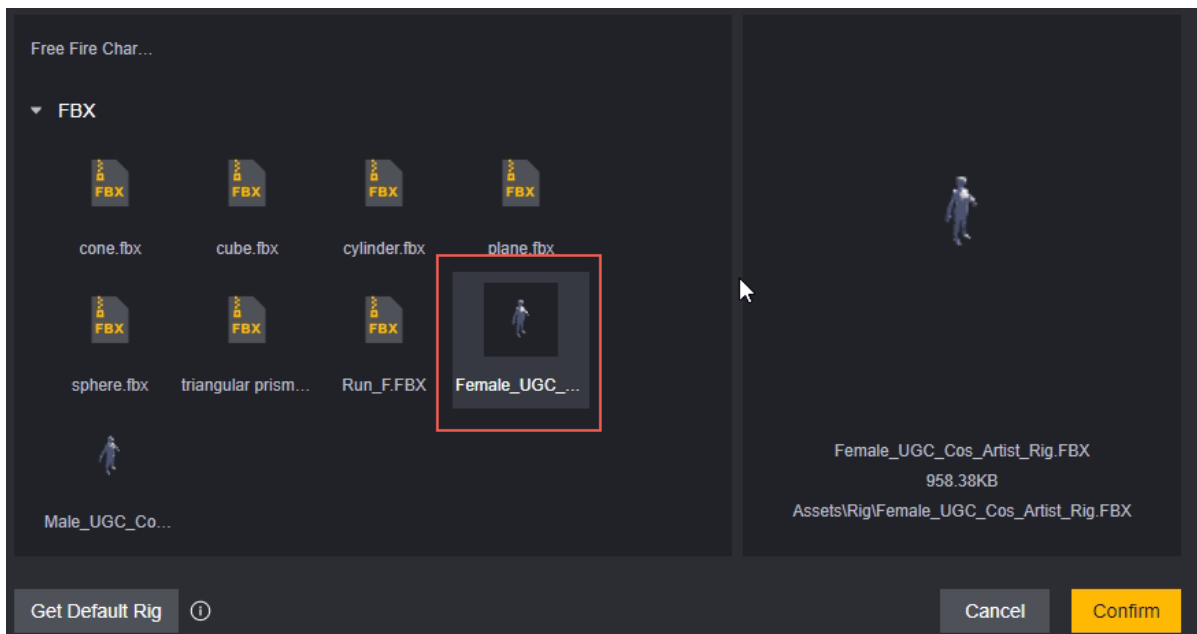 Free Fire Char...
FBX
FBX FBX FBX FBX
cone.fbx cube.fbx cylinder.fbx plane.fbx
FBX FBX FBX
sphere.fbx triangular prism... Run_F.FBX Female_UGC_...
Male_UGC_Co...
Female_UGC_Cos_Artist_Rig.FBX
958.38KB
Assets\Rig\Female_UGC_Cos_Artist_Rig.FBX
Get Default Rig Cancel Confirm